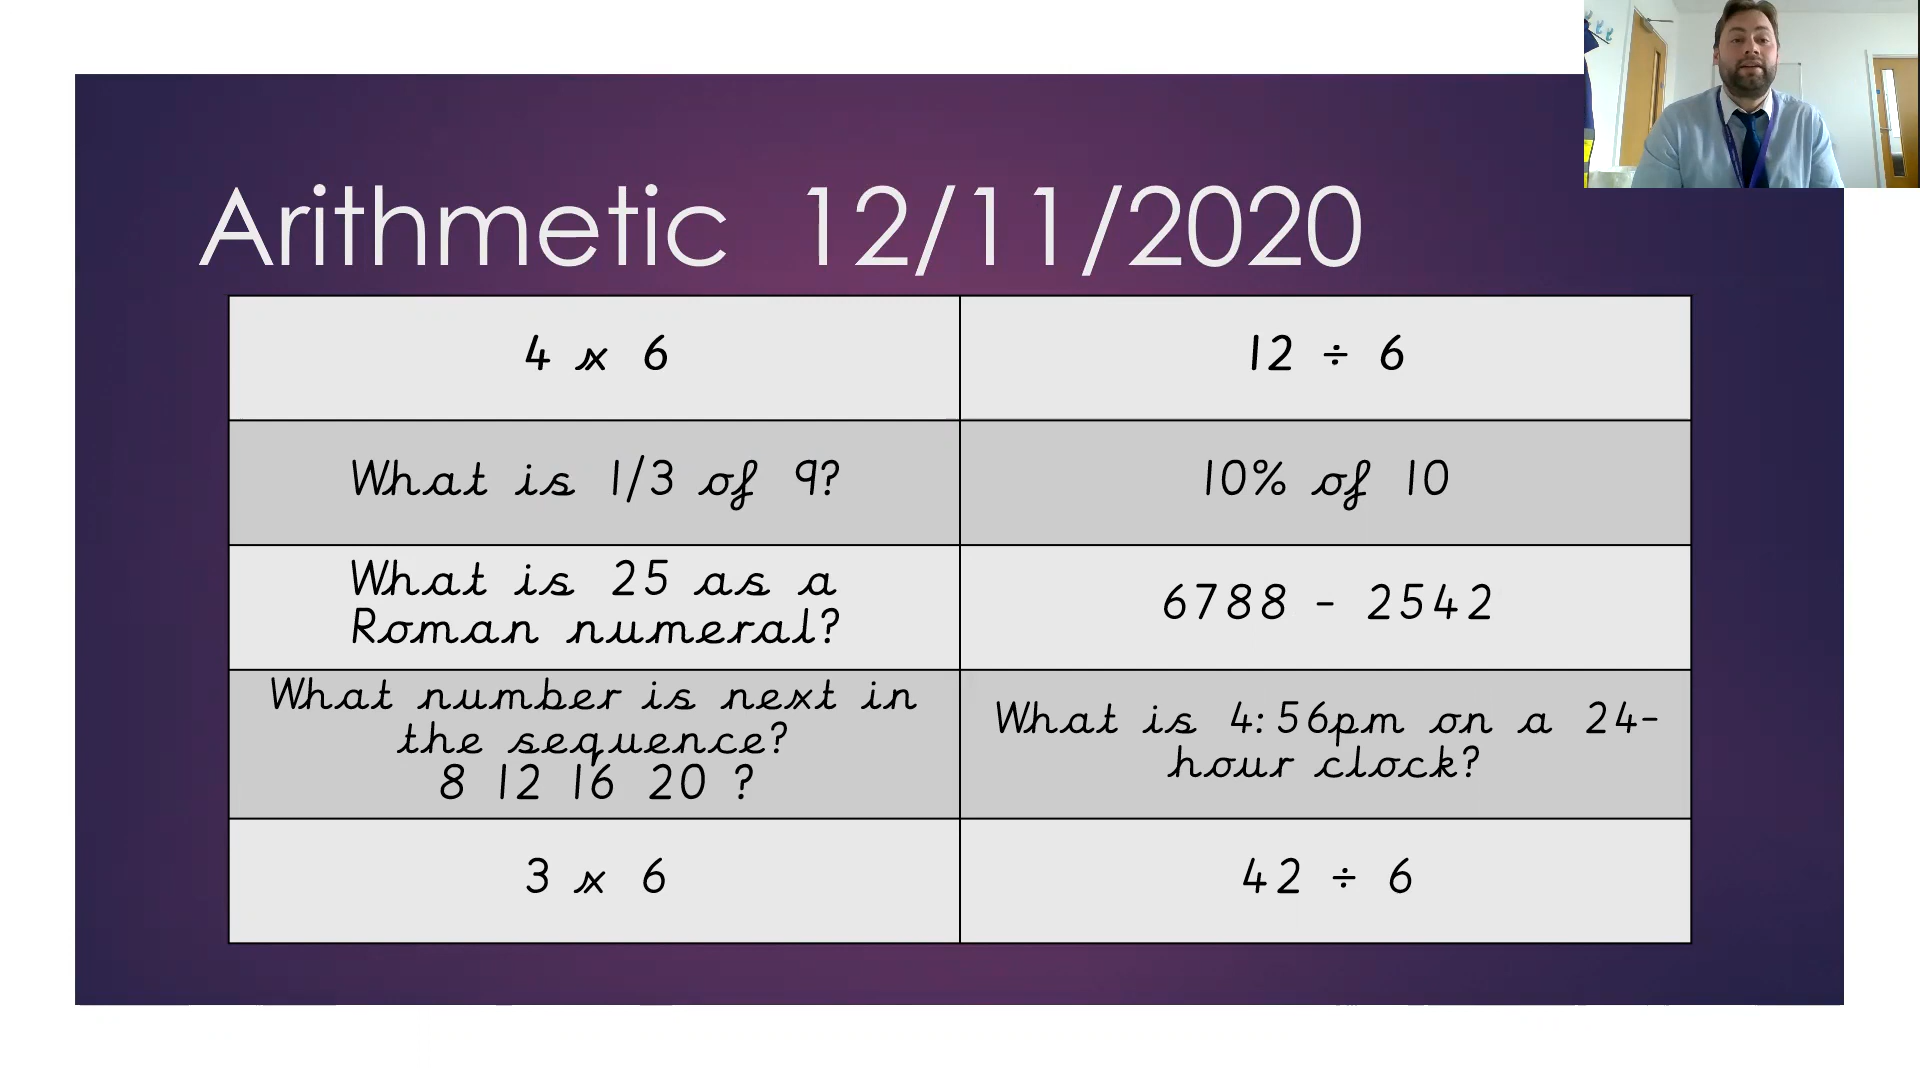 Arithmetic 12/11/2020
4 x 6
12 ÷ 6
What is 1/3 of 9?
10% of 10
What is 25 as a
Roman numeral?
6788 - 2542
What number is next in
the sequence?
8 12 16 20 ?
What is 4:56pm on a 24-
hour clock?
3 x 6
42 ÷ 6